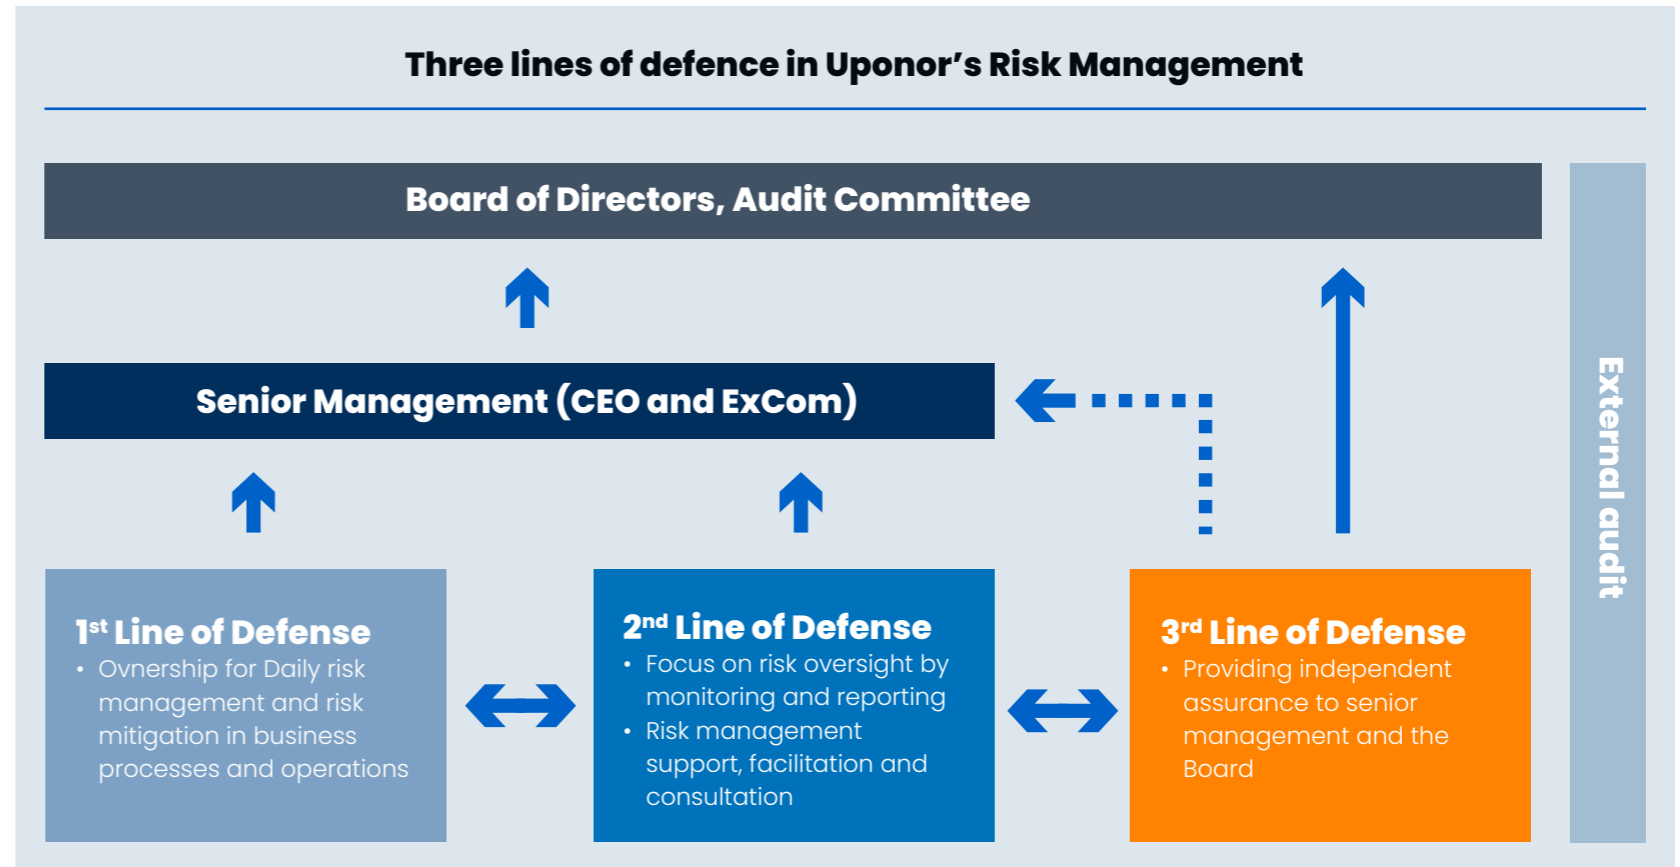 Three lines of defence in Uponor's Risk Management
Board of Directors, Audit Committee
Senior Management (CEO and ExCom)
External audit
1st Line of Defense
• Ovnership for Daily risk
management and risk
mitigation in business
processes and operations
2nd Line of Defense
• Focus on risk oversight by
monitoring and reporting
• Risk management
support, facilitation and
consultation
3rd Line of Defense
• Providing independent
assurance to senior
management and the
Board